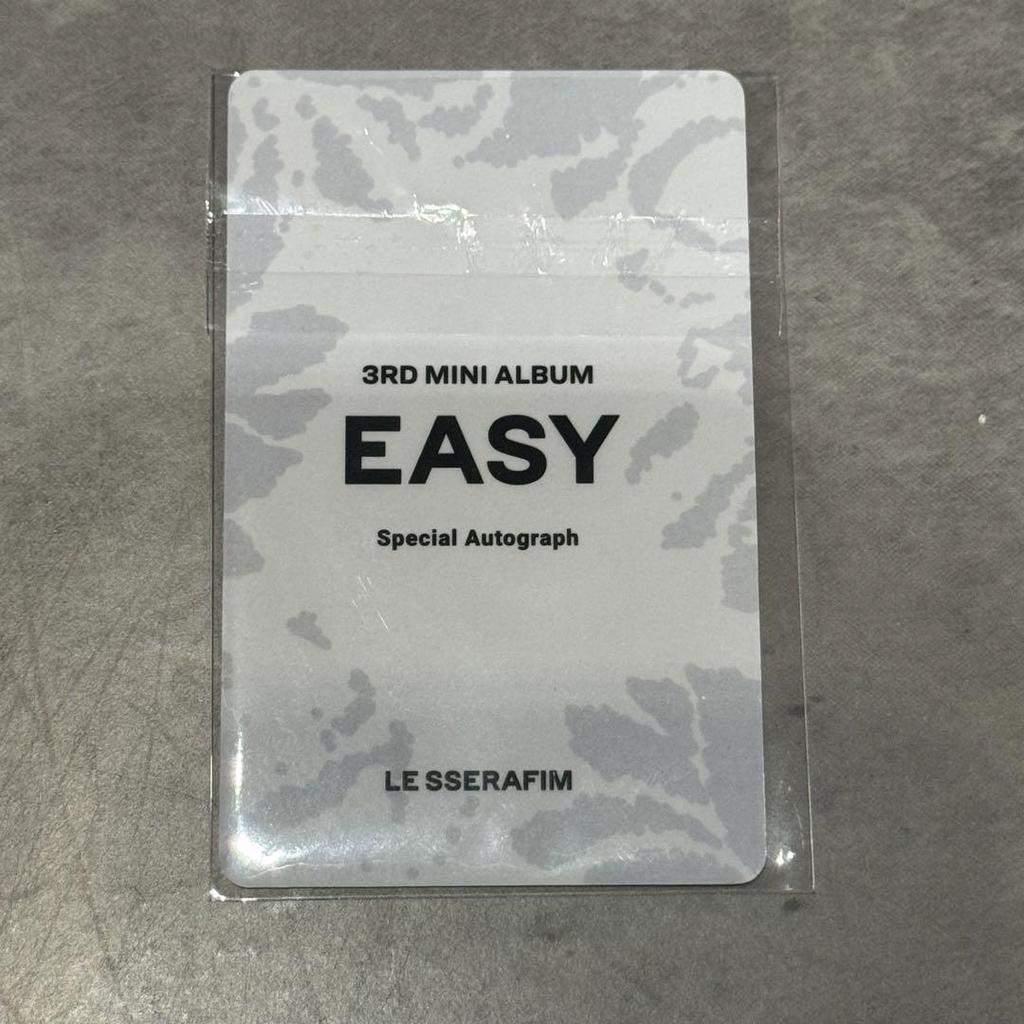 3RD MINI ALBUM
EASY
Special Autograph
LE SSERAFIM